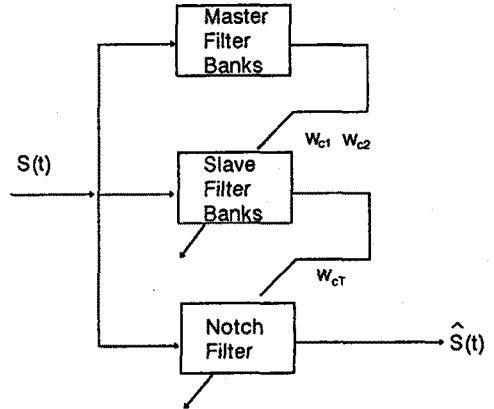 Master
Filter
Banks
W_c1 W_c2
S(t)
Slave
Filter
Banks
W_cT
Notch
Filter
Ŝ(t)